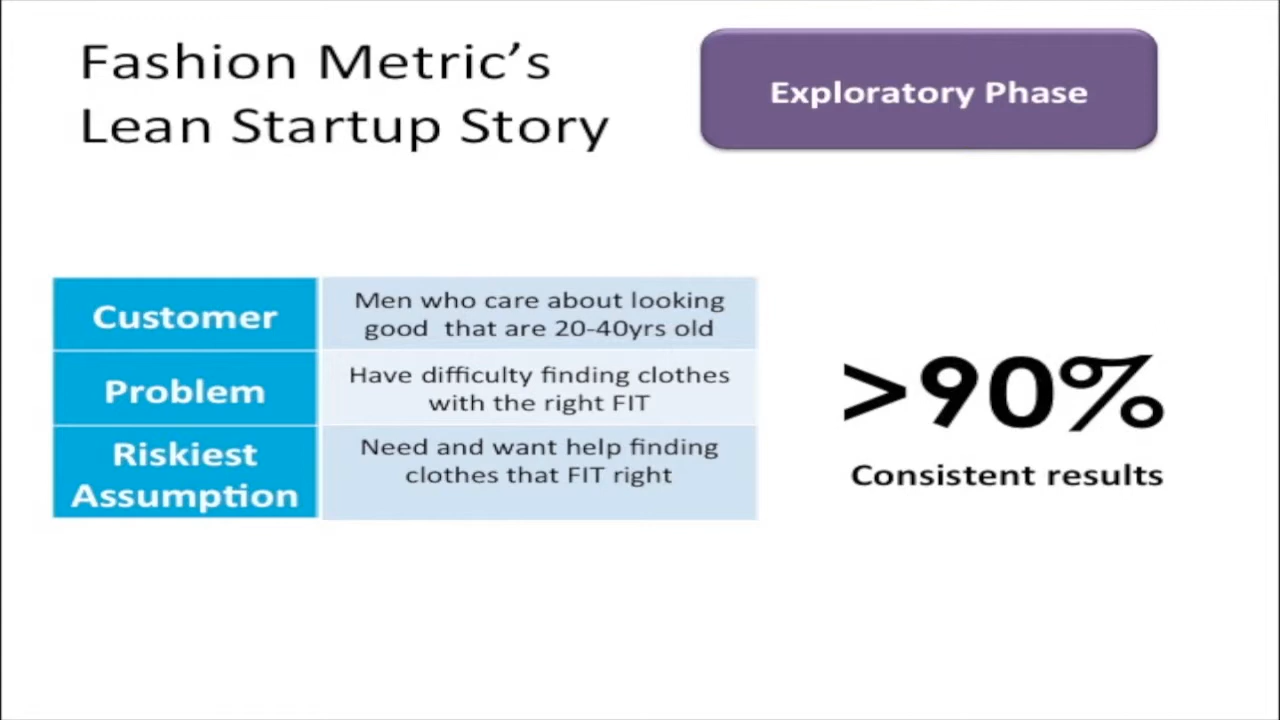 Fashion Metric's
Lean Startup Story
Exploratory Phase
Customer
Men who care about looking
good  that are 20-40yrs old
Problem
Have difficulty finding clothes
with the right FIT
Riskiest
Assumption
Need and want help finding
clothes that FIT right
>90%
Consistent results